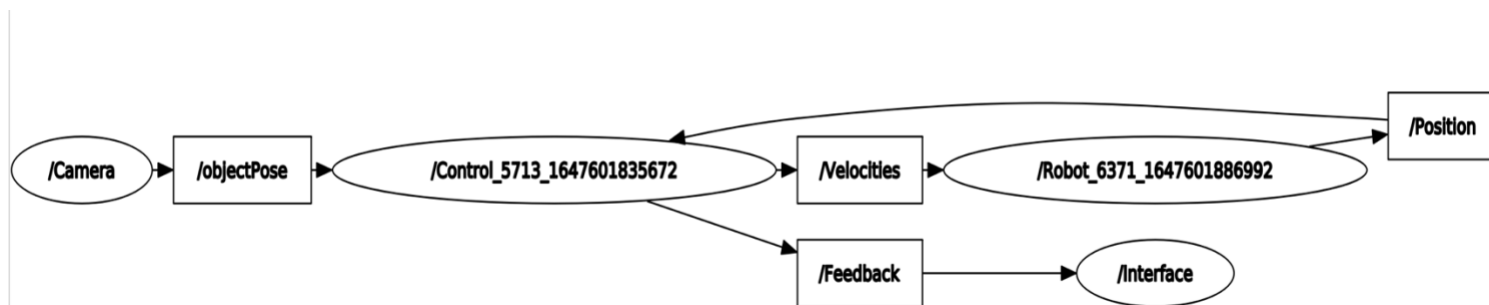 /Camera
/objectPose
/Control_5713_1647601835672
/Velocities
/Robot_6371_1647601886992
/Position
/Feedback
/Interface